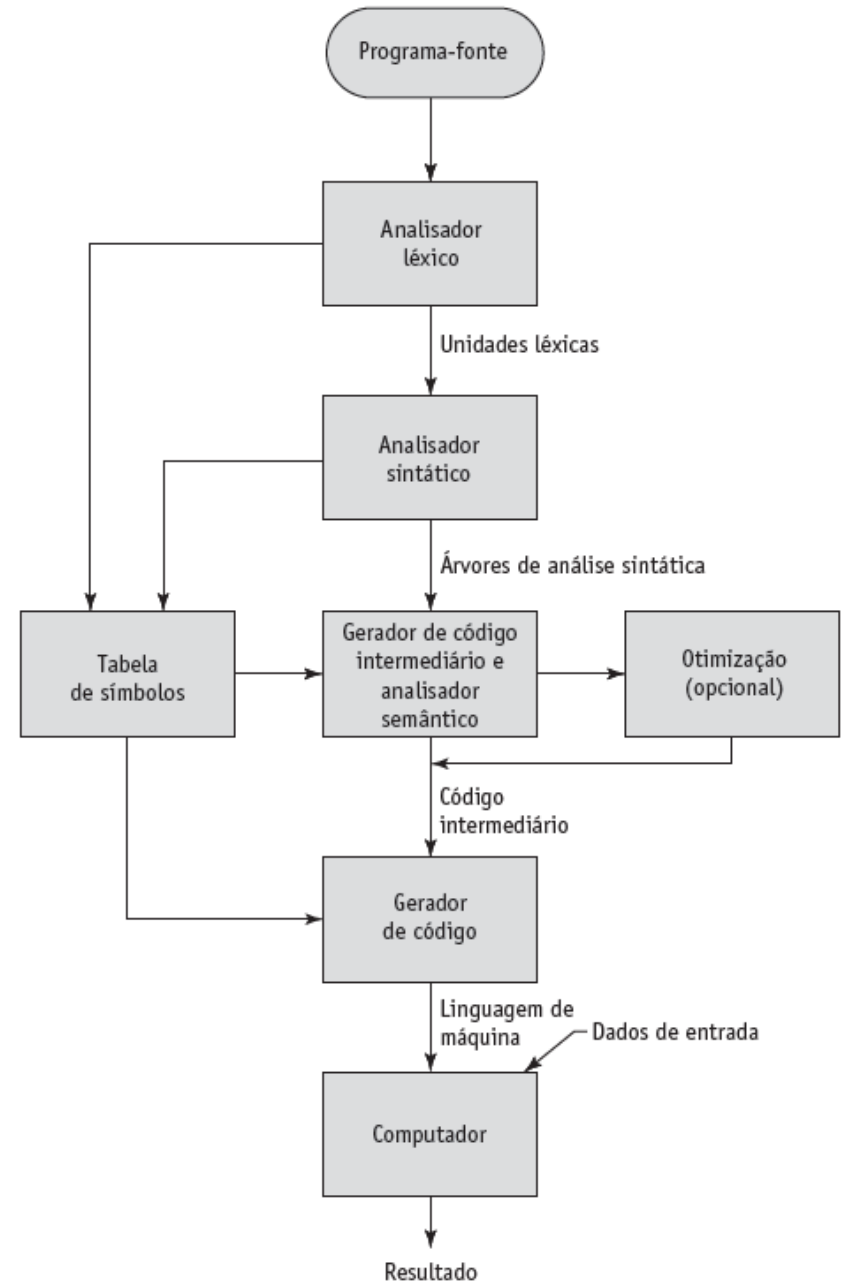 Programa-fonte
Analisador
léxico
Unidades léxicas
Analisador
sintático
Árvores de análise sintática
Tabela
de símbolos
Gerador de código
intermediário e
analisador
semântico
Otimização
(opcional)
Código
intermediário
Gerador
de código
Linguagem de
máquina
Dados de entrada
Computador
Resultado